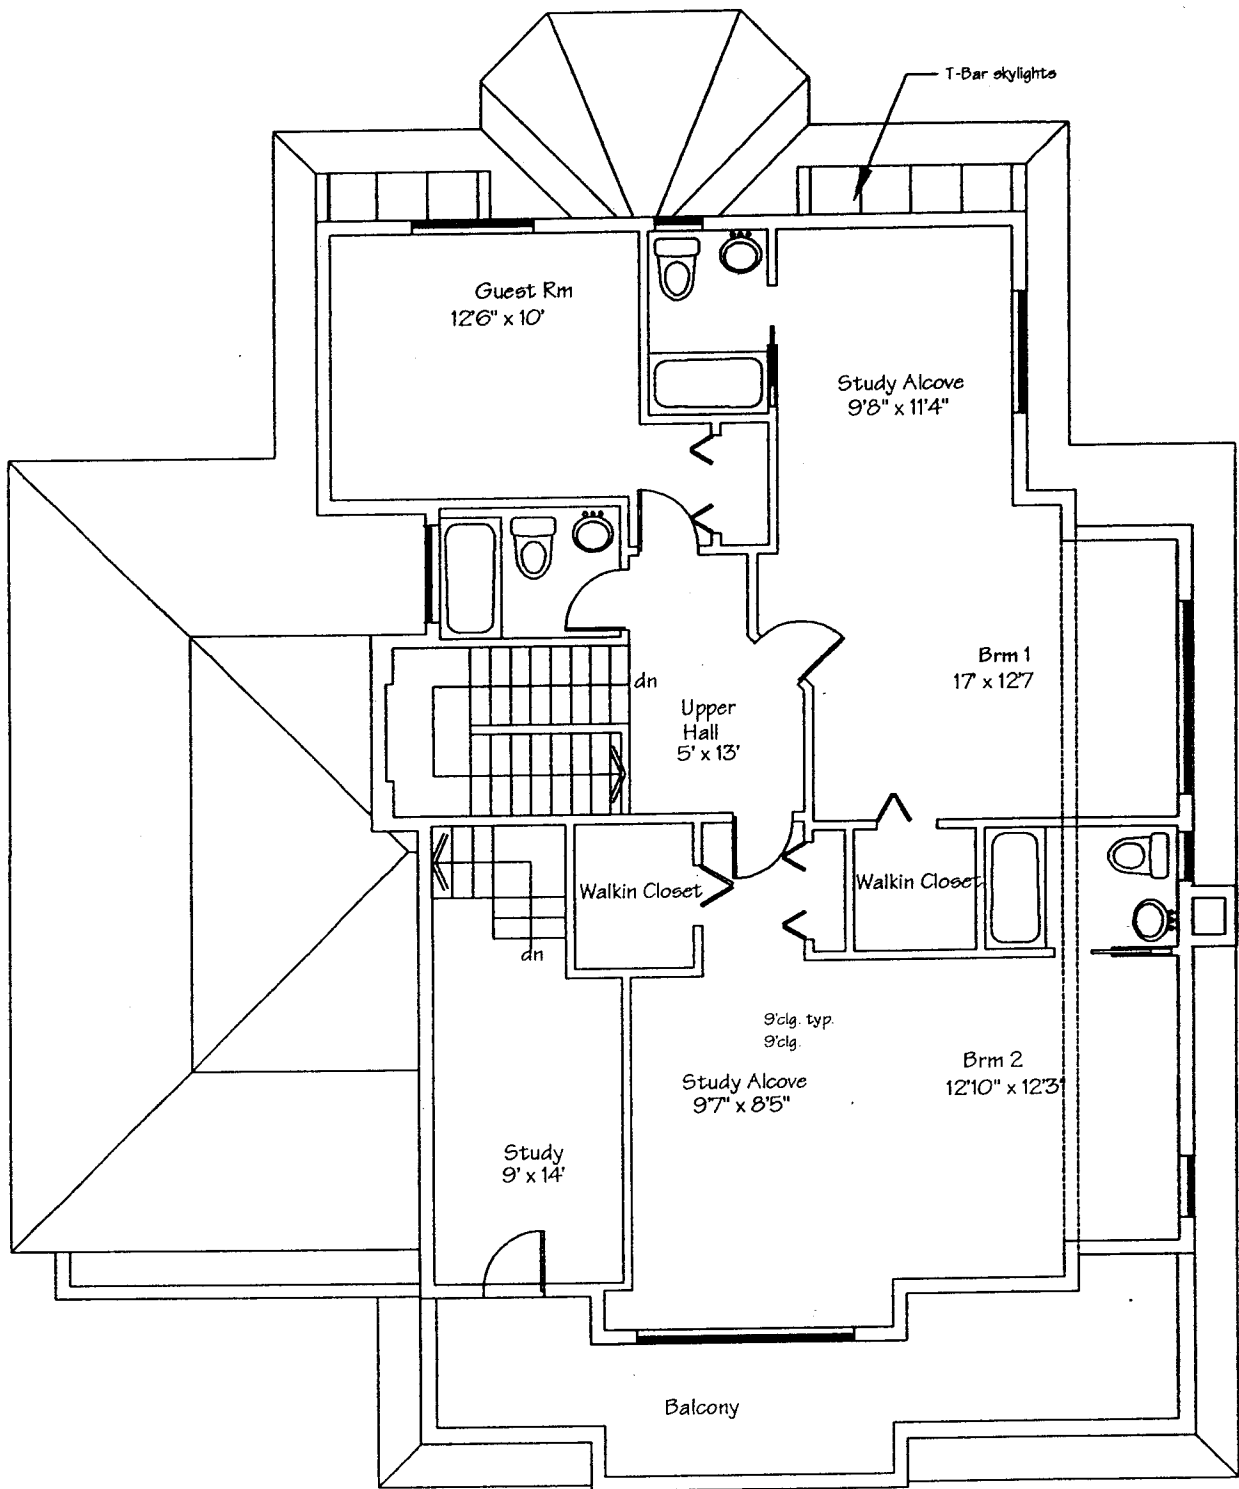 T-Bar skylights
Guest Rm
12'6" x 10'
Study Alcove
9'8" x 11'4"
Brm 1
17' x 12'7
dn
Upper
Hall
5' x 13'
Walkin Closet
Walkin Closet
dn
9'clg. typ.
9'clg.
Study Alcove
9'7" x 8'5"
Brm 2
12'10" x 12'3"
Study
9' x 14'
Balcony